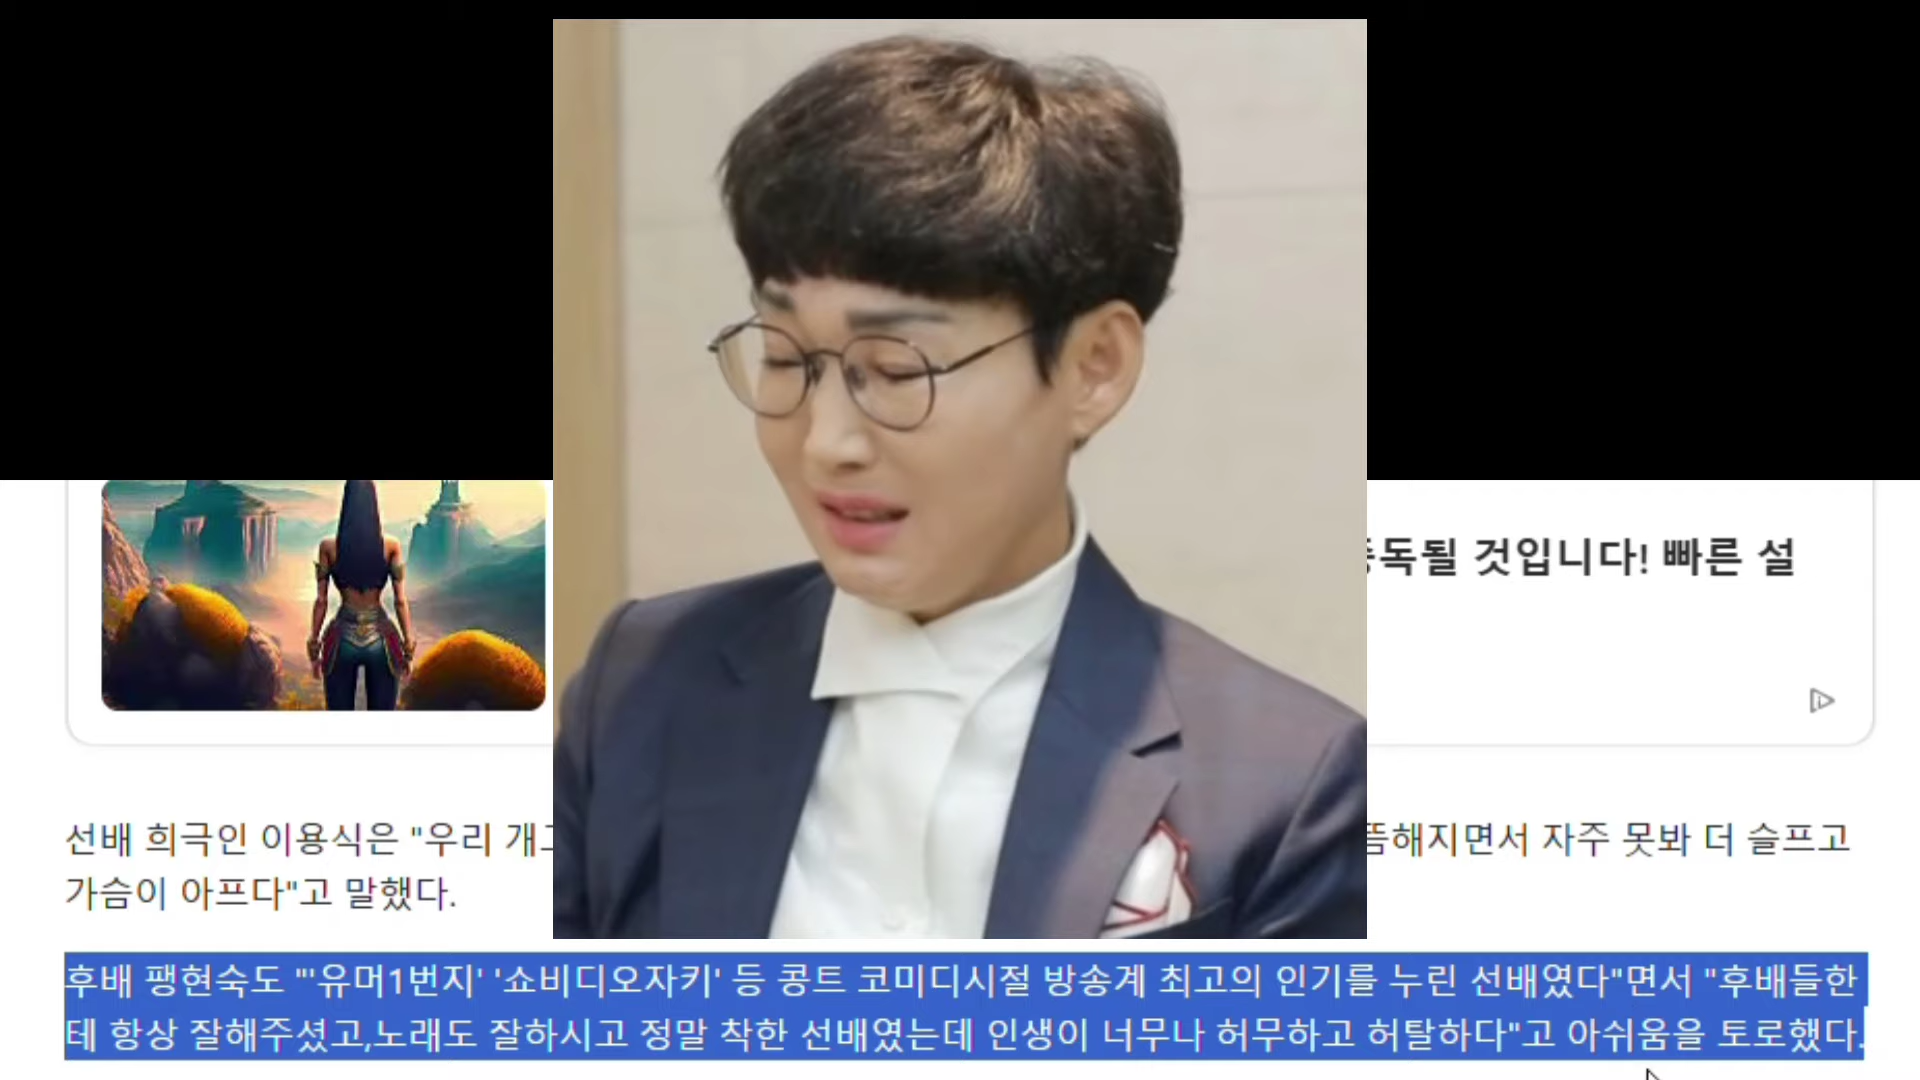 독될 것입니다! 빠른 설
선배 희극인 이용식은 "우리 개그 해지면서 자주 못봐 더 슬프고
가슴이 아프다"고 말했다.
후배 팽현숙도 "'유머1번지' '쇼비디오자키' 등 콩트 코미디시절 방송계 최고의 인기를 누린 선배였다"면서 "후배들한
테 항상 잘해주셨고,노래도 잘하시고 정말 착한 선배였는데 인생이 너무나 허무하고 허탈하다"고 아쉬움을 토로했다.